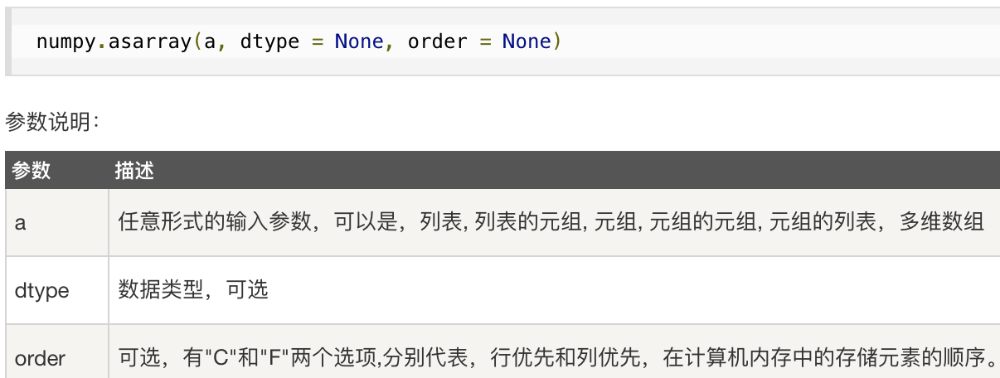 numpy.asarray(a, dtype = None, order = None)
参数说明：
参数 描述
a 任意形式的输入参数，可以是，列表, 列表的元组, 元组, 元组的元组, 元组的列表，多维数组
dtype 数据类型，可选
order 可选，有"C"和"F"两个选项,分别代表，行优先和列优先，在计算机内存中的存储元素的顺序。